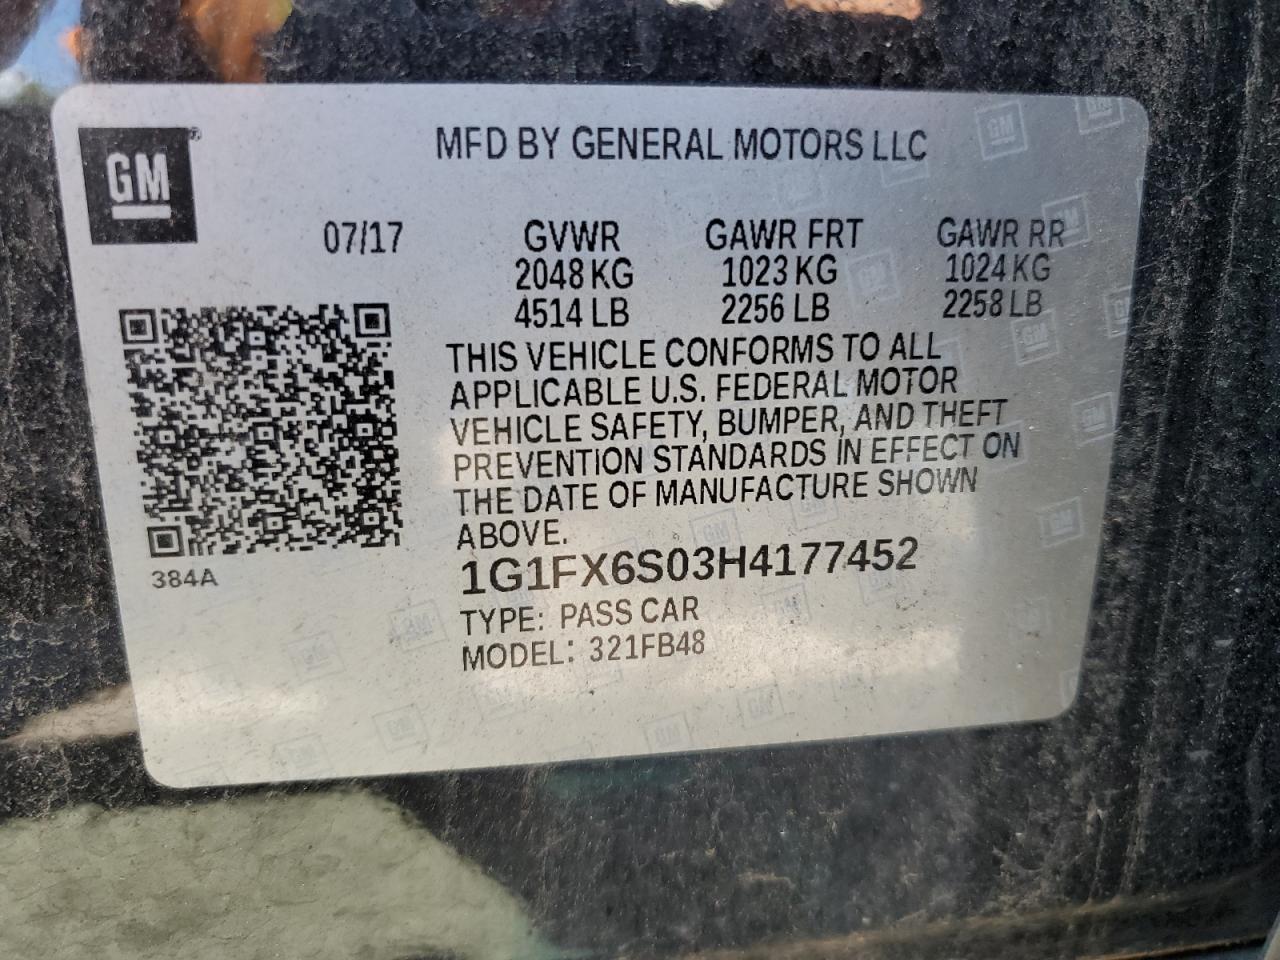 GM
MFD BY GENERAL MOTORS LLC
07/17
GVWR GAWR FRT GAWR RR
2048 KG 1023 KG 1024 KG
4514 LB 2256 LB 2258 LB
THIS VEHICLE CONFORMS TO ALL
APPLICABLE U.S. FEDERAL MOTOR
VEHICLE SAFETY, BUMPER, AND THEFT
PREVENTION STANDARDS IN EFFECT ON
THE DATE OF MANUFACTURE SHOWN
ABOVE.
384A
1G1FX6S03H4177452
TYPE: PASS CAR
MODEL: 321FB48